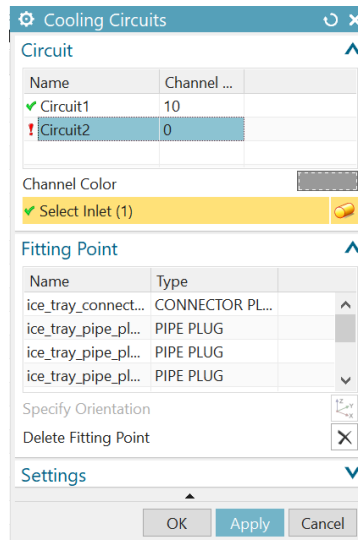 Cooling Circuits
Circuit
Name Channel ...
Circuit1 10
Circuit2 0
Channel Color
Select Inlet (1)
Fitting Point
Name Type
ice_tray_connect... CONNECTOR PL...
ice_tray_pipe_pl... PIPE PLUG
ice_tray_pipe_pl... PIPE PLUG
ice_tray_pipe_pl... PIPE PLUG
Specify Orientation
Delete Fitting Point
Settings
OK Apply Cancel